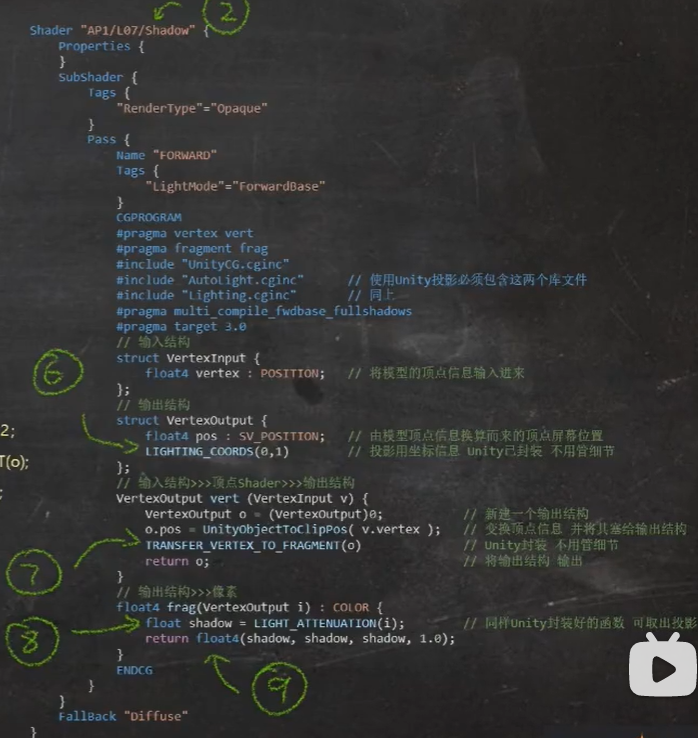 ②
Shader "AP1/L07/Shadow" {
Properties {
}
SubShader {
Tags {
"RenderType"="Opaque"
}
Pass {
Name "FORWARD"
Tags {
"LightMode"="ForwardBase"
}
CGPROGRAM
#pragma vertex vert
#pragma fragment frag
#include "UnityCG.cginc"
#include "AutoLight.cginc" // 使用Unity投影必须包含这两个库文件
#include "Lighting.cginc" // 同上
#pragma multi_compile_fwdbase_fullshadows
#pragma target 3.0
// 输入结构
⑥ struct VertexInput {
float4 vertex : POSITION; // 将模型的顶点信息输入进来
};
// 输出结构
struct VertexOutput {
2; float4 pos : SV_POSITION; // 由模型顶点信息换算而来的顶点屏幕位置
LIGHTING_COORDS(0,1) // 投影用坐标信息 Unity已封装 不用管细节
T(o); };
// 输入结构>>>顶点Shader>>>输出结构
; VertexOutput vert (VertexInput v) {
VertexOutput o = (VertexOutput)0; // 新建一个输出结构
o.pos = UnityObjectToClipPos( v.vertex ); // 变换顶点信息 并将其塞给输出结构
TRANSFER_VERTEX_TO_FRAGMENT(o) // Unity封装 不用管细节
⑦ return o; // 将输出结构 输出
}
// 输出结构>>>像素
float4 frag(VertexOutput i) : COLOR {
⑧ float shadow = LIGHT_ATTENUATION(i); // 同样Unity封装好的函数 可取出投影
return float4(shadow, shadow, shadow, 1.0);
}
ENDCG ⑨
}
}
FallBack "Diffuse"
}